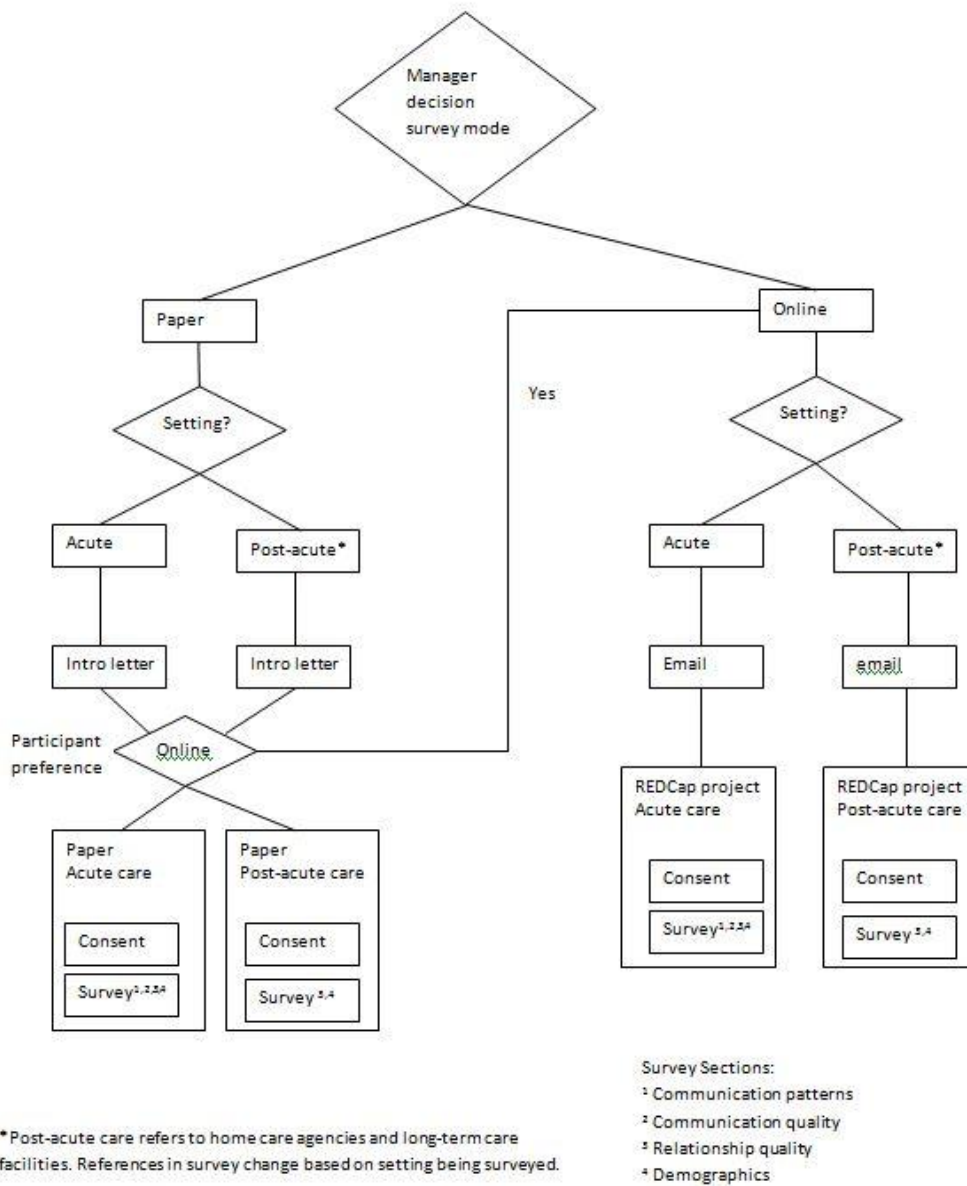 Manager
decision
survey mode
Paper
Online
Yes
Setting?
Setting?
Acute
Post-acute*
Acute
Post-acute*
Intro letter
Intro letter
Email
email
Participant
preference
Online
REDCap project
Acute care
Consent
Survey¹,²,³,⁴
REDCap project
Post-acute care
Consent
Survey ³,⁴
Paper
Acute care
Consent
Survey¹,²,³,⁴
Paper
Post-acute care
Consent
Survey ³,⁴
Survey Sections:
¹ Communication patterns
² Communication quality
³ Relationship quality
⁴ Demographics
*Post-acute care refers to home care agencies and long-term care
facilities. References in survey change based on setting being surveyed.